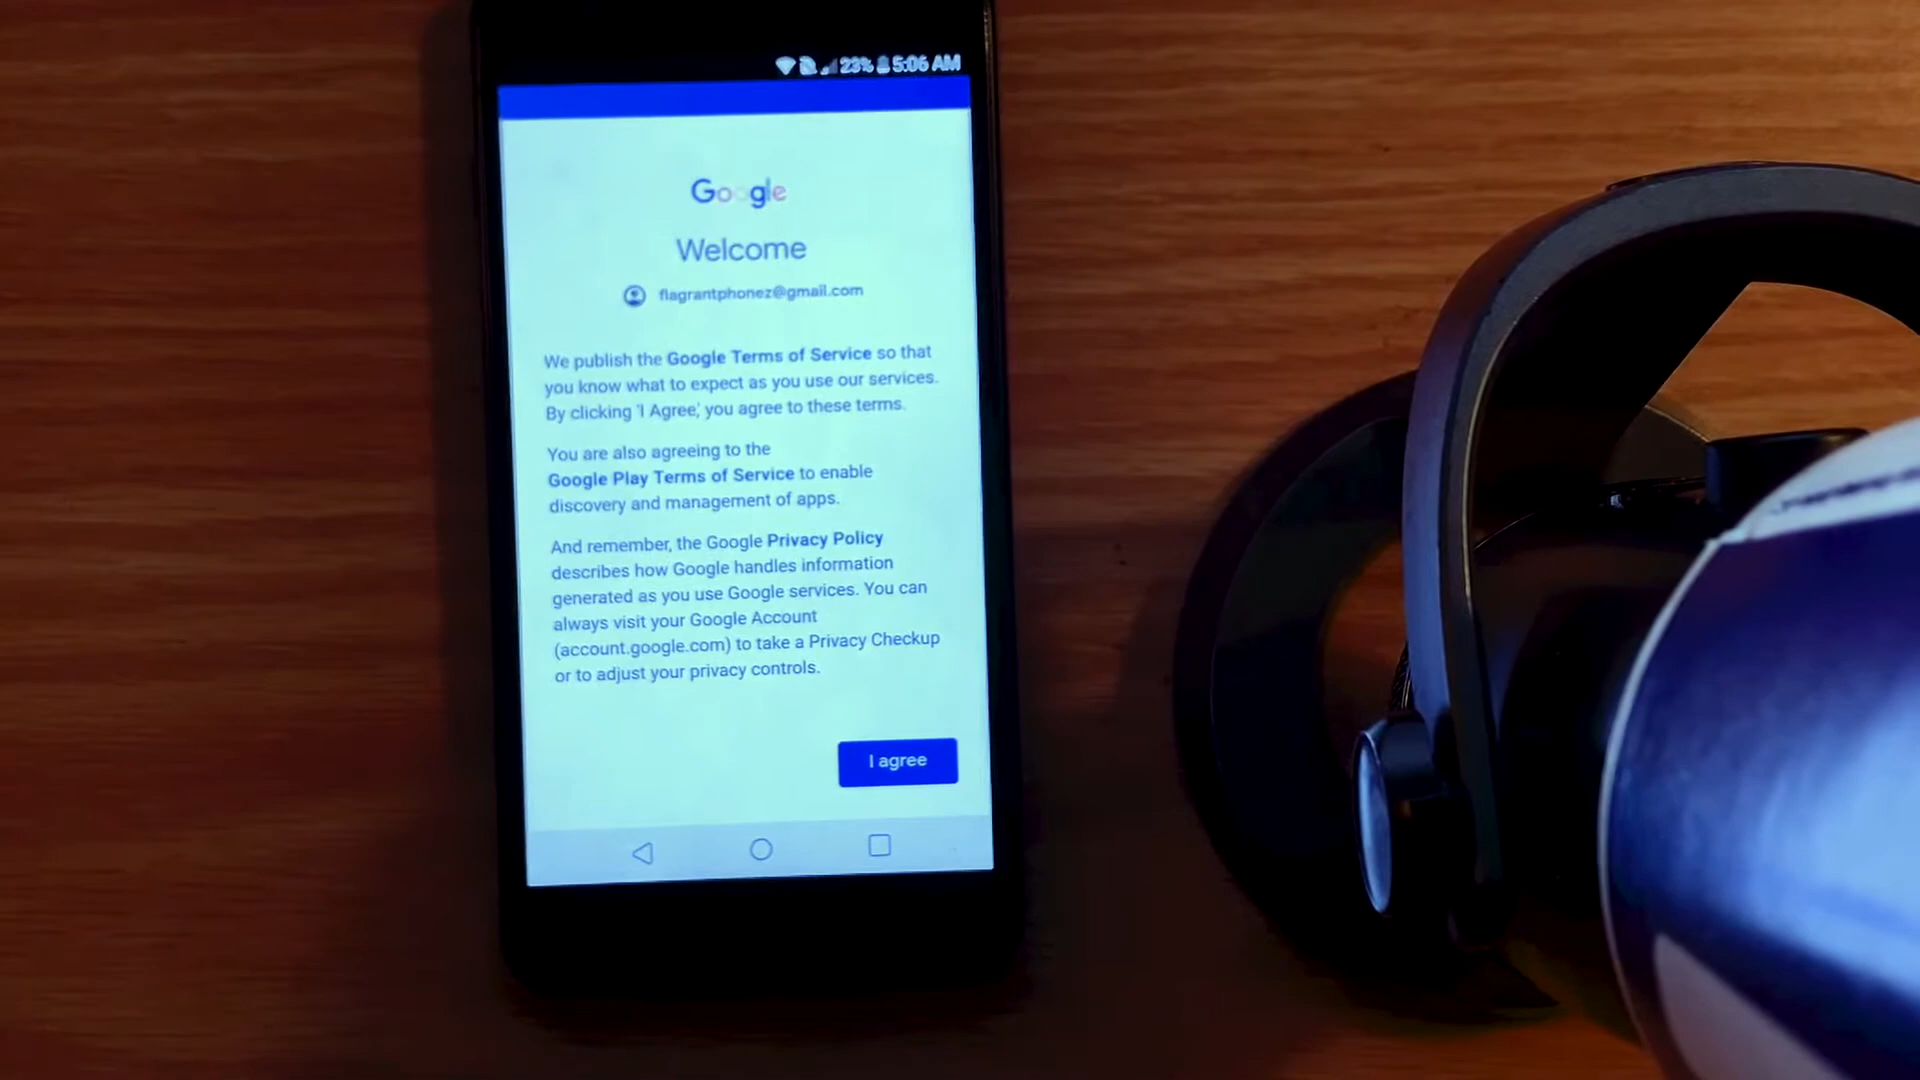 23% 5:06 AM
Google
Welcome
flagrantphonez@gmail.com
We publish the Google Terms of Service so that
you know what to expect as you use our services.
By clicking 'I Agree,' you agree to these terms.
You are also agreeing to the
Google Play Terms of Service to enable
discovery and management of apps.
And remember, the Google Privacy Policy
describes how Google handles information
generated as you use Google services. You can
always visit your Google Account
(account.google.com) to take a Privacy Checkup
or to adjust your privacy controls.
I agree